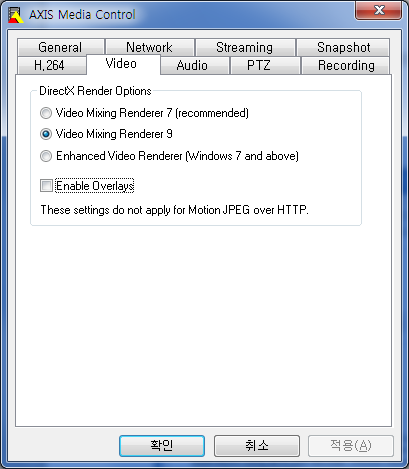 AXIS Media Control
General Network Streaming Snapshot
H.264 Video Audio PTZ Recording
DirectX Render Options
Video Mixing Renderer 7 (recommended)
Video Mixing Renderer 9
Enhanced Video Renderer (Windows 7 and above)
Enable Overlays
These settings do not apply for Motion JPEG over HTTP.
확인 취소 적용(A)